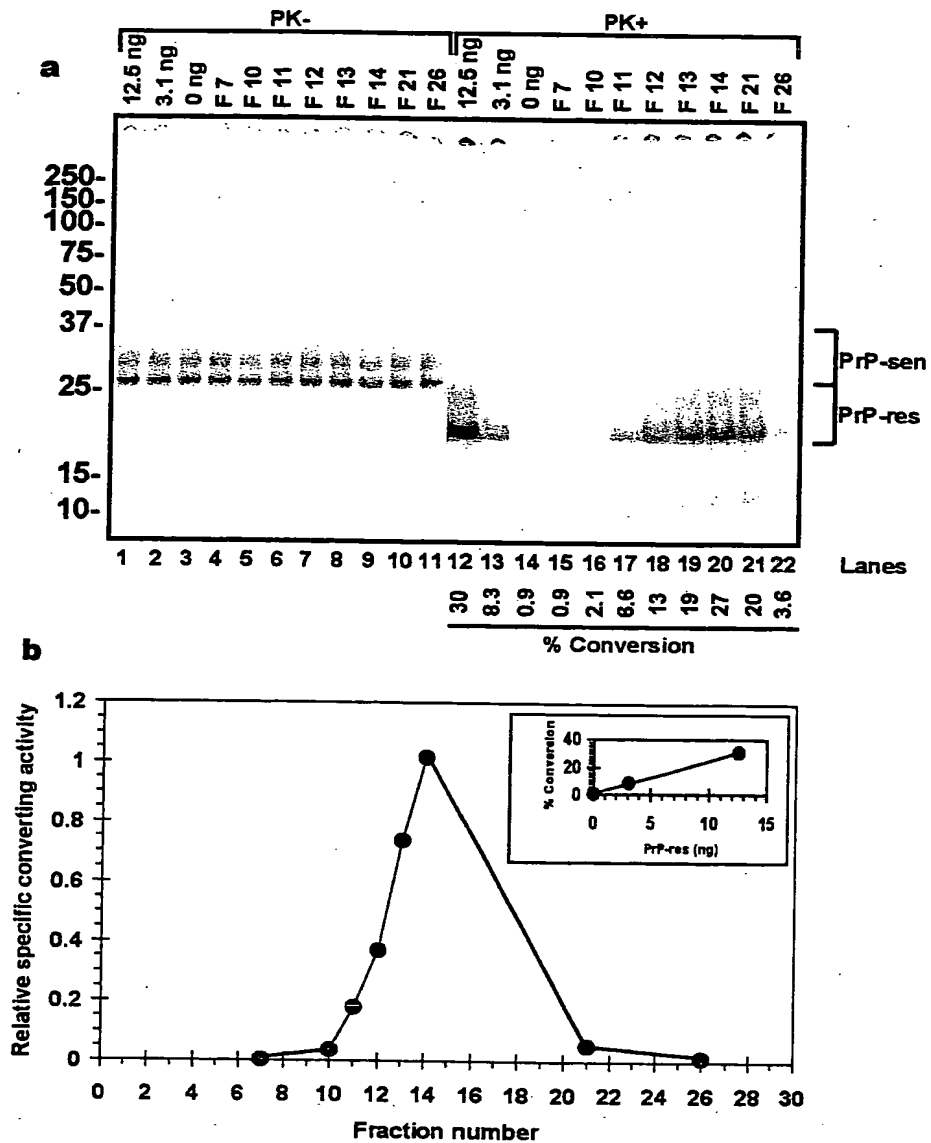 PK- PK+
a
12.5 ng 3.1 ng 0 ng F 7 F 10 F 11 F 12 F 13 F 14 F 21 F 26 12.5 ng 3.1 ng 0 ng F 7 F 10 F 11 F 12 F 13 F 14 F 21 F 26
250-
150-
100-
75-
50-
37-
25-
15-
10-
PrP-sen
PrP-res
1 2 3 4 5 6 7 8 9 10 11 12 13 14 15 16 17 18 19 20 21 22 Lanes
30 8.3 0.9 0.9 2.1 6.6 13 19 27 20 3.6
% Conversion
b
Relative specific converting activity
1.2
1
0.8
0.6
0.4
0.2
0
0 2 4 6 8 10 12 14 16 18 20 22 24 26 28 30
Fraction number
% Conversion
40
20
0
0 5 10 15
PrP-res (ng)